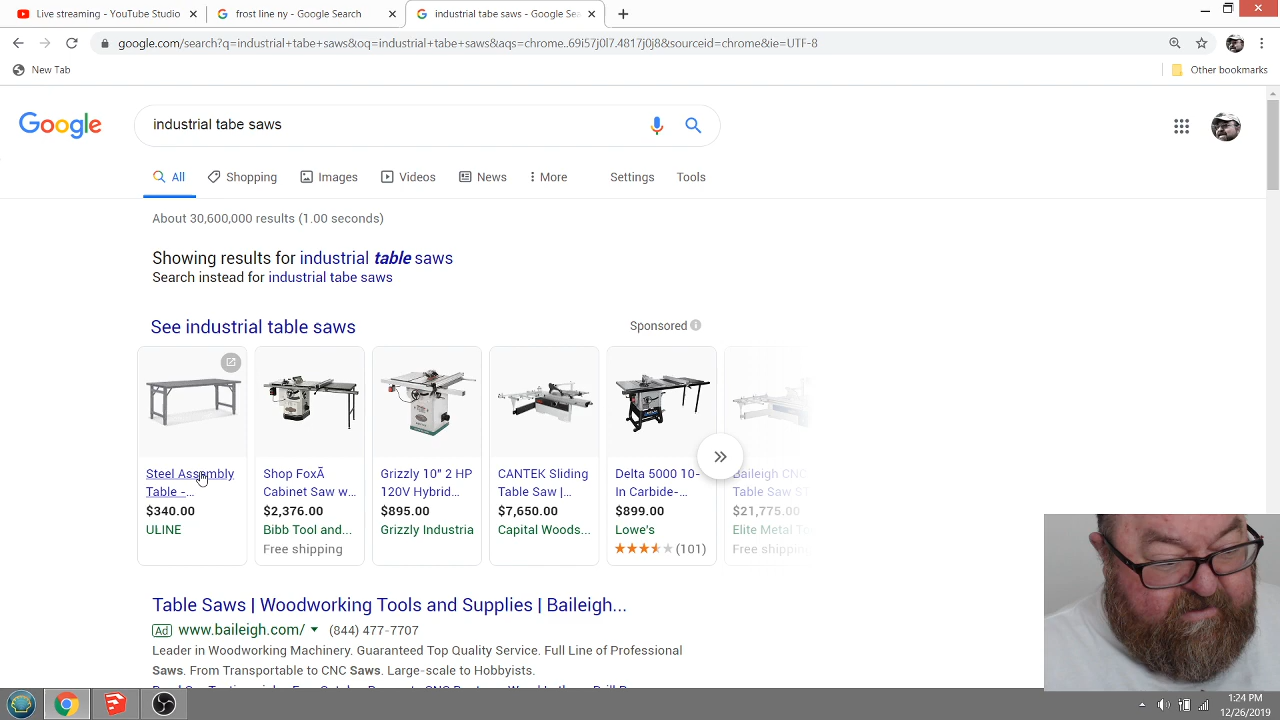 Live streaming - YouTube Studio
frost line ny - Google Search
industrial tabe saws - Google Sea
google.com/search?q=industrial+tabe+saws&oq=industrial+tabe+saws&aqs=chrome..69i57j0l7.4817j0j8&sourceid=chrome&ie=UTF-8
New Tab
Other bookmarks
Google
industrial tabe saws
All
Shopping
Images
Videos
News
More
Settings
Tools
About 30,600,000 results (1.00 seconds)
Showing results for industrial table saws
Search instead for industrial tabe saws
See industrial table saws
Sponsored
Steel Assembly
Table -...
$340.00
ULINE
Shop FoxÃ
Cabinet Saw w...
$2,376.00
Bibb Tool and...
Free shipping
Grizzly 10" 2 HP
120V Hybrid...
$895.00
Grizzly Industria
CANTEK Sliding
Table Saw |...
$7,650.00
Capital Woods...
Delta 5000 10-
In Carbide-...
$899.00
Lowe's
(101)
Baileigh CNC
Table Saw ST
$21,775.00
Elite Metal To
Free shipping
Table Saws | Woodworking Tools and Supplies | Baileigh...
Ad www.baileigh.com/ (844) 477-7707
Leader in Woodworking Machinery. Guaranteed Top Quality Service. Full Line of Professional
Saws. From Transportable to CNC Saws. Large-scale to Hobbyists.
1:24 PM
12/26/2019